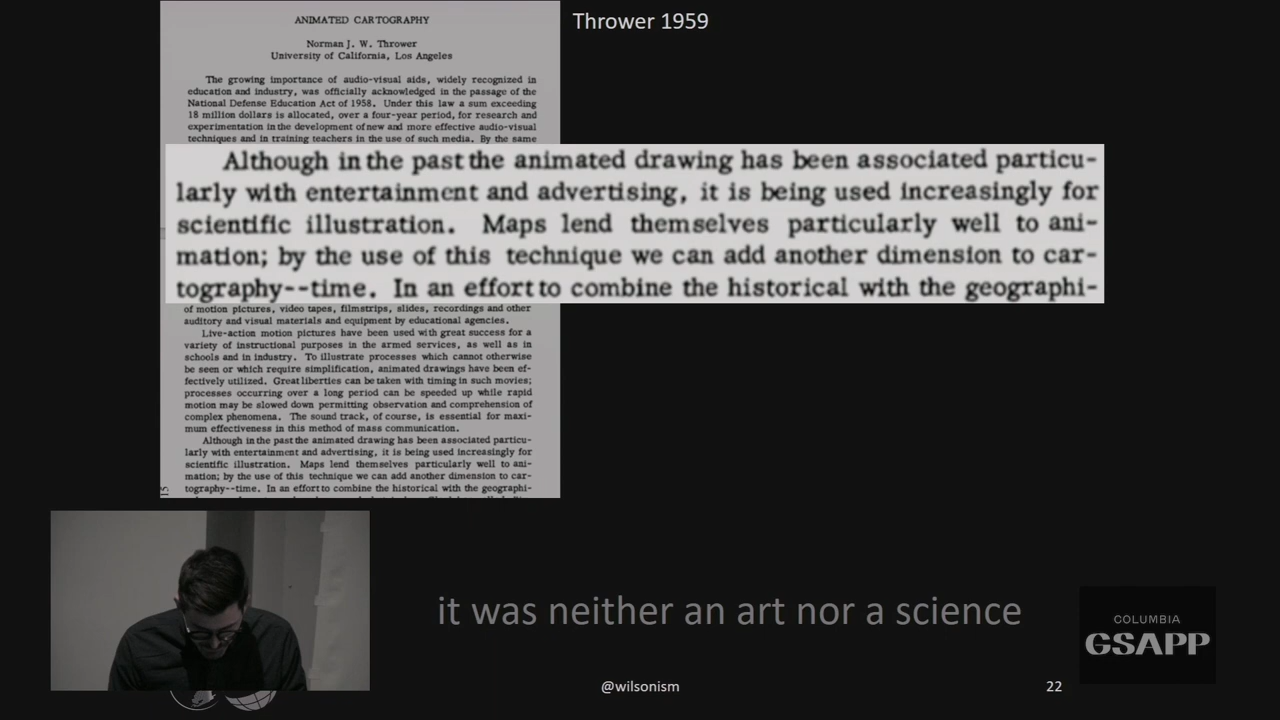 ANIMATED CARTOGRAPHY
Norman J. W. Thrower
University of California, Los Angeles
The growing importance of audio-visual aids, widely recognized in
education and industry, was officially acknowledged in the passage of the
National Defense Education Act of 1958. Under this law a sum exceeding
18 million dollars is allocated, over a four-year period, for research and
experimentation in the development of new and more effective audio-visual
techniques and in training teachers in the use of such media. By the same
Thrower 1959
Although in the past the animated drawing has been associated particu-
larly with entertainment and advertising, it is being used increasingly for
scientific illustration. Maps lend themselves particularly well to ani-
mation; by the use of this technique we can add another dimension to car-
tography--time. In an effort to combine the historical with the geographi-
of motion pictures, video tapes, filmstrips, slides, recordings and other
auditory and visual materials and equipment by educational agencies.
Live-action motion pictures have been used with great success for a
variety of instructional purposes in the armed services, as well as in
schools and in industry. To illustrate processes which cannot otherwise
be seen or which require simplification, animated drawings have been ef-
fectively utilized. Great liberties can be taken with timing in such movies;
processes occurring over a long period can be speeded up while rapid
motion may be slowed down permitting observation and comprehension of
complex phenomena. The sound track, of course, is essential for maxi-
mum effectiveness in this method of mass communication.
Although in the past the animated drawing has been associated particu-
larly with entertainment and advertising, it is being used increasingly for
scientific illustration. Maps lend themselves particularly well to ani-
mation; by the use of this technique we can add another dimension to car-
tography--time. In an effort to combine the historical with the geographi-
15
it was neither an art nor a science
COLUMBIA
GSAPP
@wilsonism
22